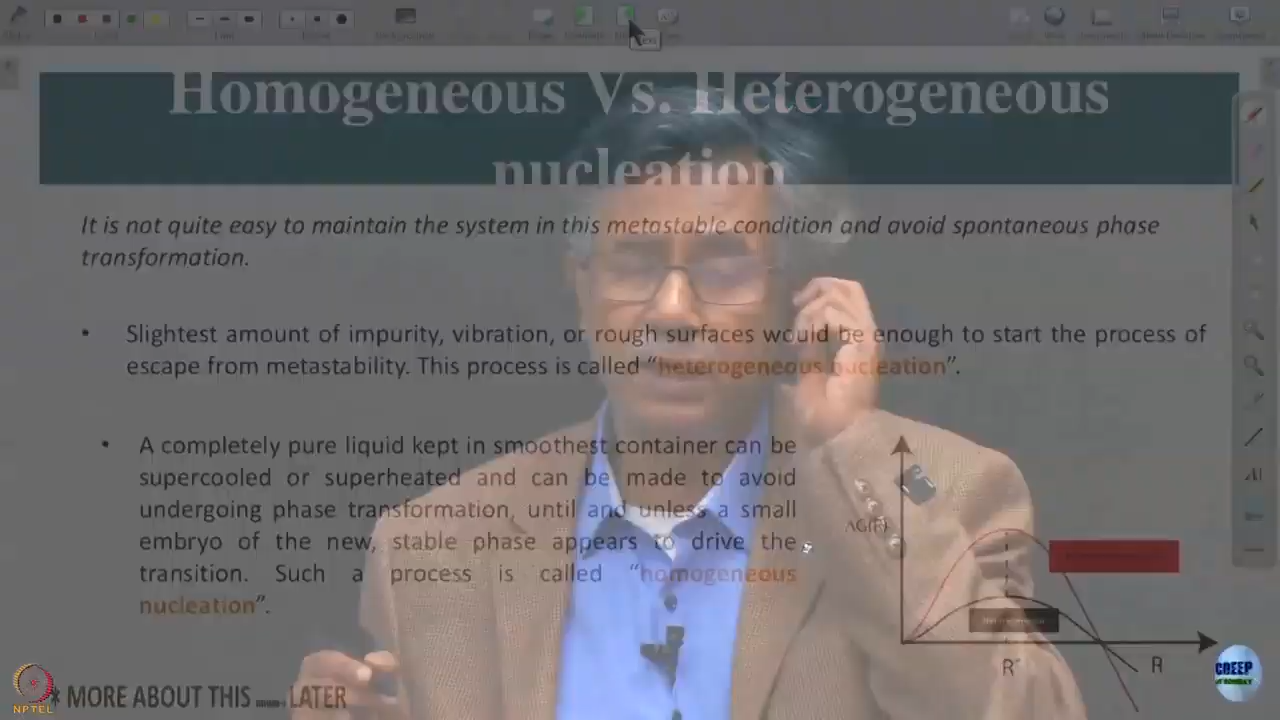 Homogeneous Vs. Heterogeneous
nucleation
It is not quite easy to maintain the system in this metastable condition and avoid spontaneous phase
transformation.
• Slightest amount of impurity, vibration, or rough surfaces would be enough to start the process of
escape from metastability. This process is called “heterogeneous nucleation”.
• A completely pure liquid kept in smoothest container can be
supercooled or superheated and can be made to avoid
undergoing phase transformation, until and unless a small
embryo of the new, stable phase appears to drive the
transition. Such a process is called “homogeneous
nucleation”.
ΔG(R)
R*
R
* MORE ABOUT THIS ...... LATER
NPTEL
CDEEP